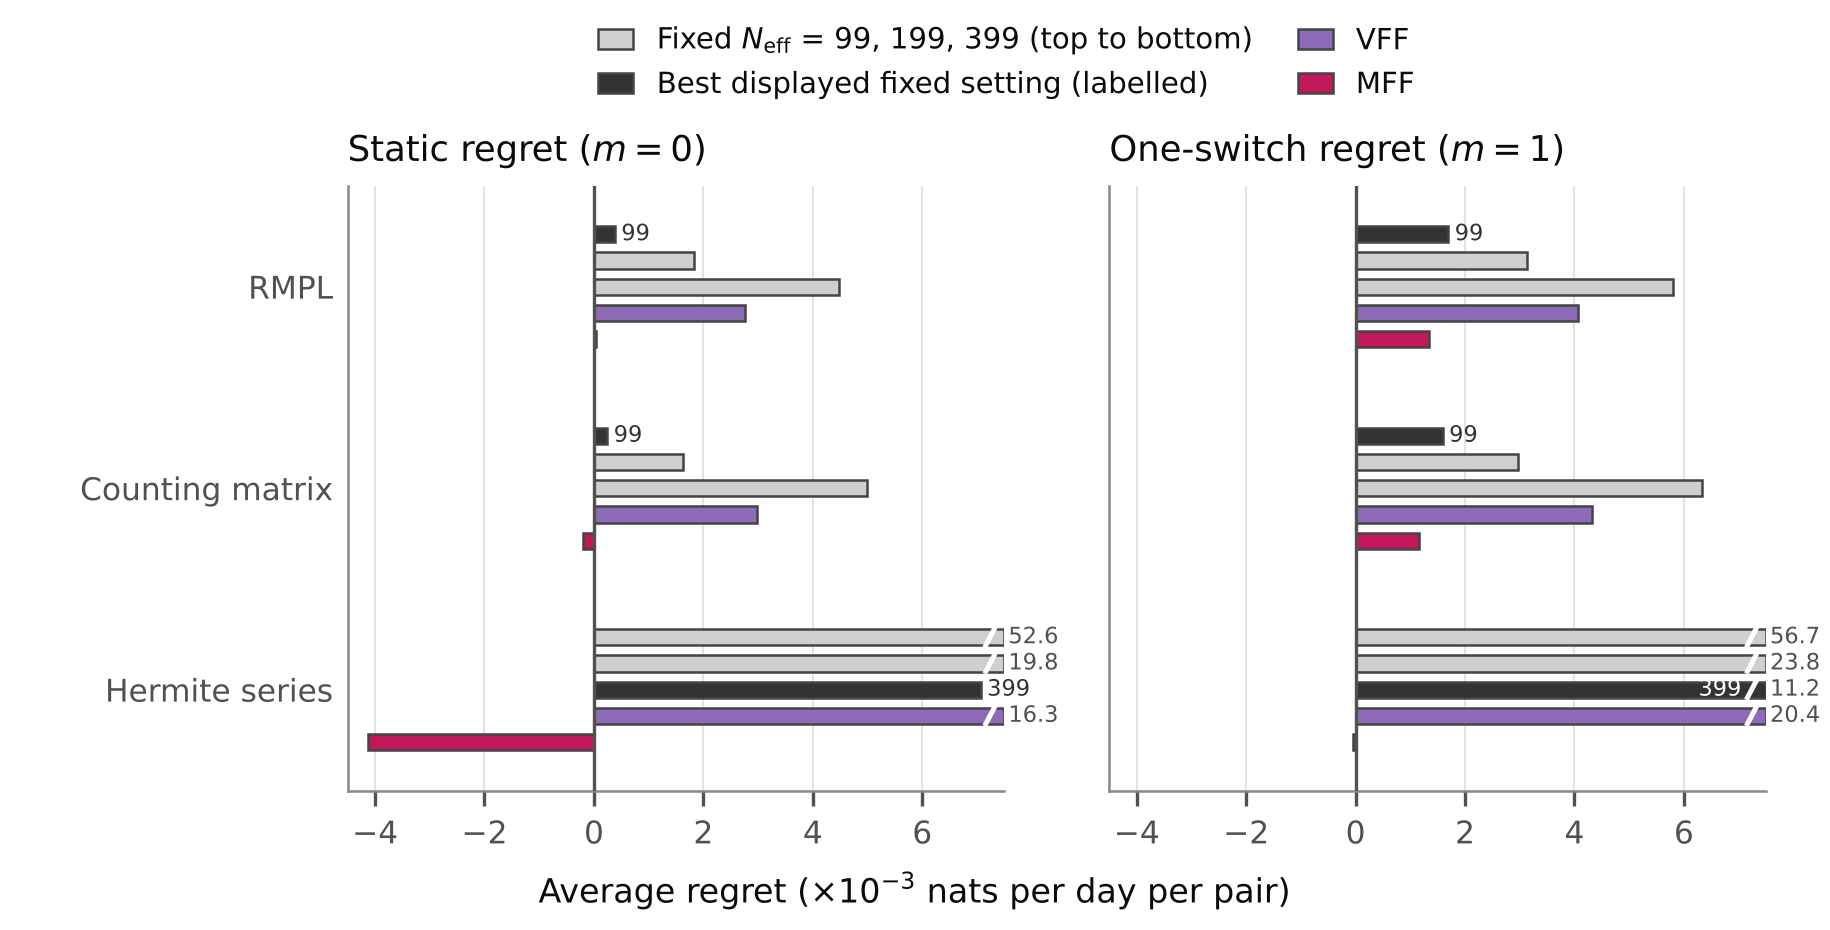 Fixed N_eff = 99, 199, 399 (top to bottom)
Best displayed fixed setting (labelled)
VFF
MFF
Static regret (m = 0)
One-switch regret (m = 1)
RMPL
Counting matrix
Hermite series
99
99
52.6
19.8
399
16.3
99
99
56.7
23.8
399 11.2
20.4
−4 −2 0 2 4 6
−4 −2 0 2 4 6
Average regret (×10⁻³ nats per day per pair)